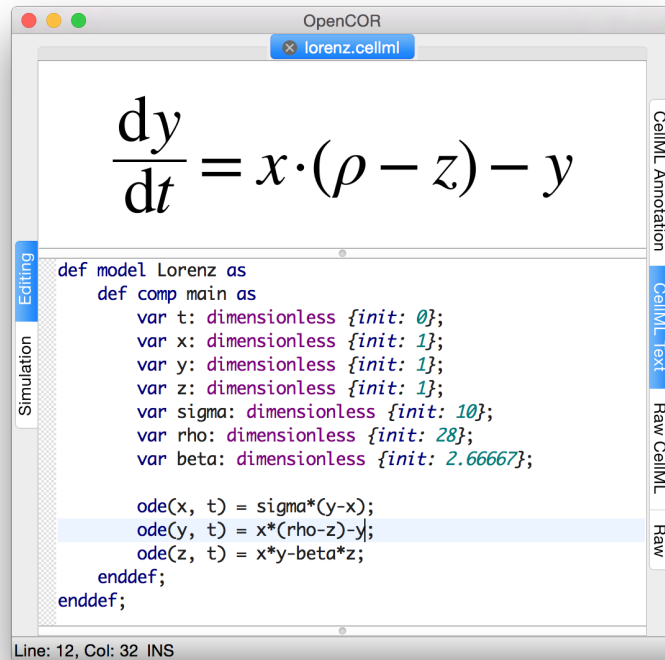 OpenCOR
lorenz.cellml
dy/dt = x·(ρ − z) − y
Editing
Simulation
def model Lorenz as
    def comp main as
        var t: dimensionless {init: 0};
        var x: dimensionless {init: 1};
        var y: dimensionless {init: 1};
        var z: dimensionless {init: 1};
        var sigma: dimensionless {init: 10};
        var rho: dimensionless {init: 28};
        var beta: dimensionless {init: 2.66667};
        ode(x, t) = sigma*(y-x);
        ode(y, t) = x*(rho-z)-y;
        ode(z, t) = x*y-beta*z;
    enddef;
enddef;
CellML Annotation
CellML Text
Raw CellML
Raw
Line: 12, Col: 32 INS